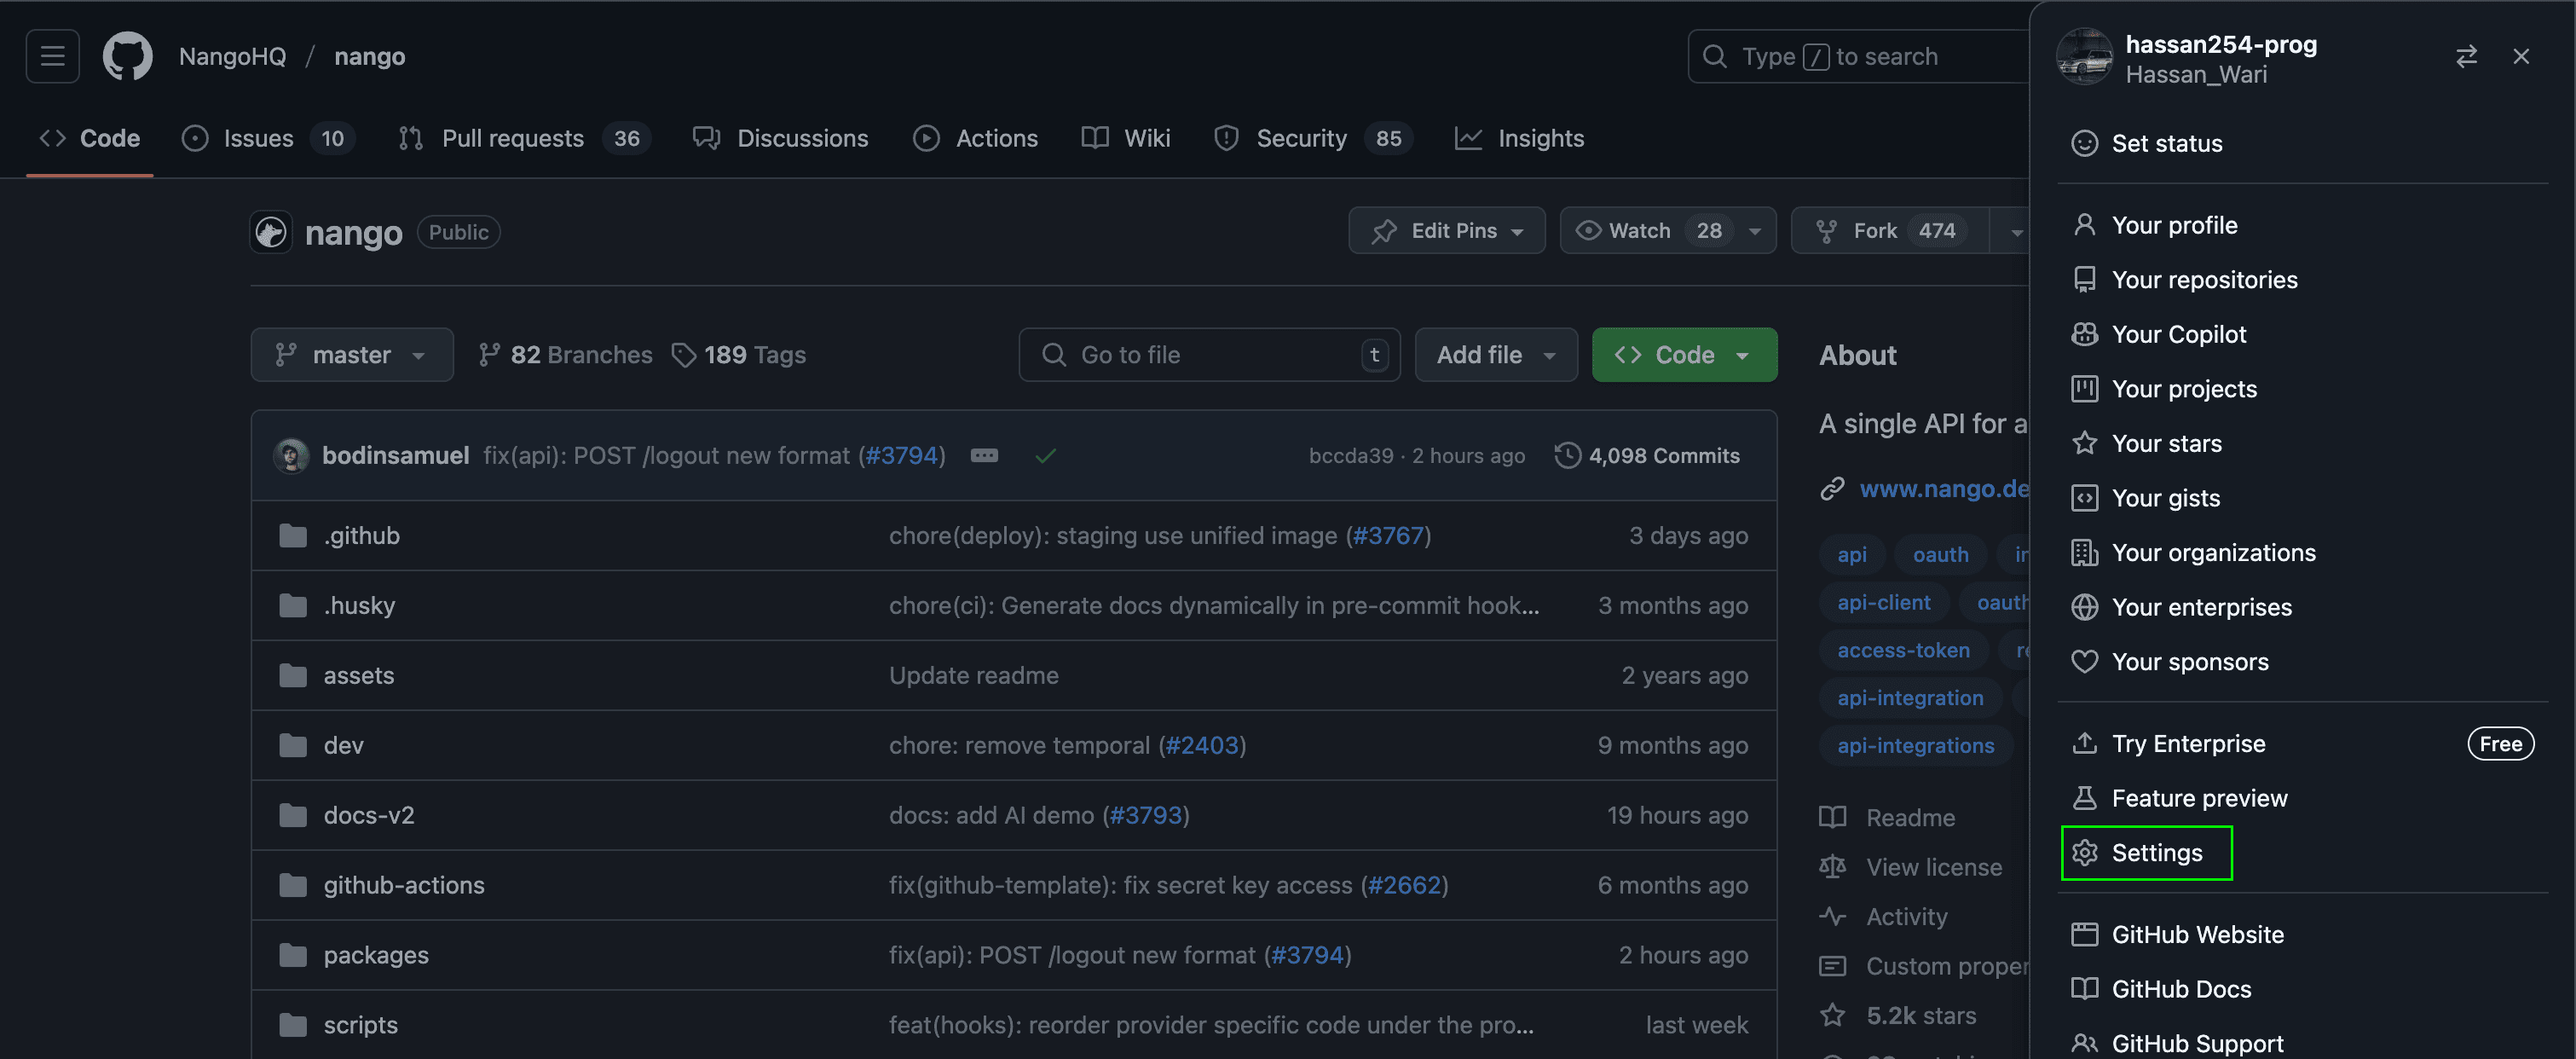 NangoHQ / nango
Type / to search
Code
Issues 10
Pull requests 36
Discussions
Actions
Wiki
Security 85
Insights
nango Public
Edit Pins
Watch 28
Fork 474
master
82 Branches
189 Tags
Go to file t
Add file
Code
bodinsamuel fix(api): POST /logout new format (#3794)
bccda39 · 2 hours ago
4,098 Commits
.github chore(deploy): staging use unified image (#3767) 3 days ago
.husky chore(ci): Generate docs dynamically in pre-commit hook... 3 months ago
assets Update readme 2 years ago
dev chore: remove temporal (#2403) 9 months ago
docs-v2 docs: add AI demo (#3793) 19 hours ago
github-actions fix(github-template): fix secret key access (#2662) 6 months ago
packages fix(api): POST /logout new format (#3794) 2 hours ago
scripts feat(hooks): reorder provider specific code under the pro... last week
About
A single API for a
www.nango.de
api oauth
api-client oauth
access-token
api-integration
api-integrations
Readme
View license
Activity
Custom proper
5.2k stars
hassan254-prog
Hassan_Wari
Set status
Your profile
Your repositories
Your Copilot
Your projects
Your stars
Your gists
Your organizations
Your enterprises
Your sponsors
Try Enterprise Free
Feature preview
Settings
GitHub Website
GitHub Docs
GitHub Support